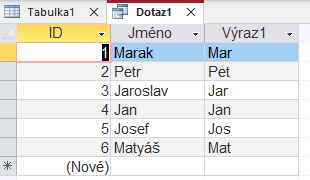 Tabulka1 Dotaz1
ID Jméno Výraz1
1 Marak Mar
2 Petr Pet
3 Jaroslav Jar
4 Jan Jan
5 Josef Jos
6 Matyáš Mat
* (Nové)